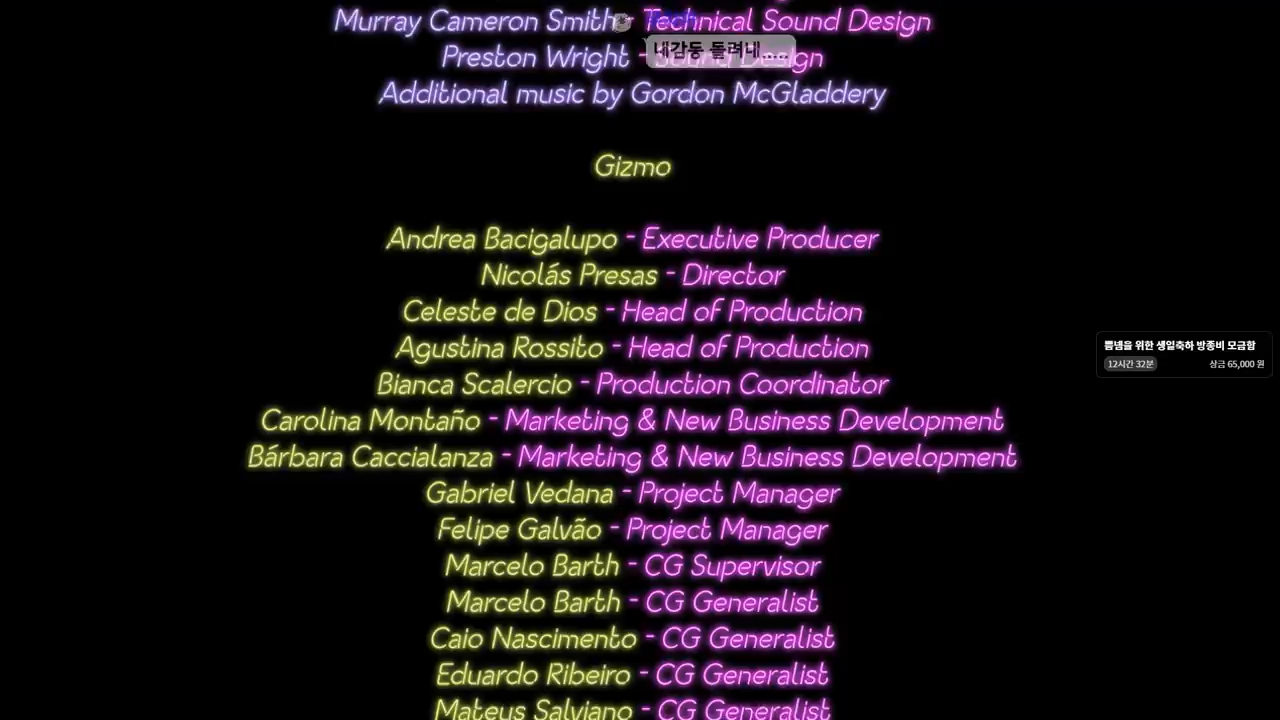 Murray Cameron Smith - Technical Sound Design
내감동 돌려내.....
Preston Wright - Sound Design
Additional music by Gordon McGladdery
Gizmo
Andrea Bacigalupo - Executive Producer
Nicolás Presas - Director
Celeste de Dios - Head of Production
Agustina Rossito - Head of Production
뿜넴을 위한 생일축하 방종비 모금함
12시간 32분
상금 65,000 원
Bianca Scalercio - Production Coordinator
Carolina Montaño - Marketing & New Business Development
Bárbara Caccialanza - Marketing & New Business Development
Gabriel Vedana - Project Manager
Felipe Galvão - Project Manager
Marcelo Barth - CG Supervisor
Marcelo Barth - CG Generalist
Caio Nascimento - CG Generalist
Eduardo Ribeiro - CG Generalist
Mateus Salviano - CG Generalist